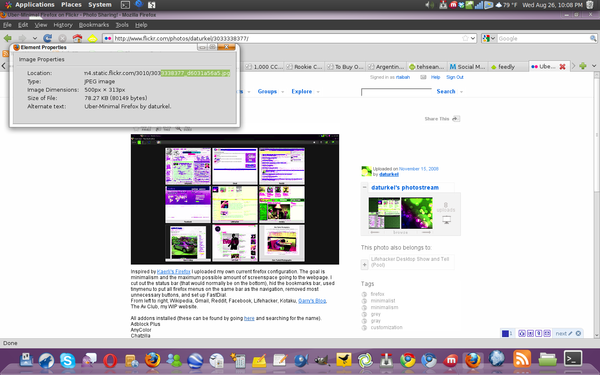 Applications Places System
79 °F Wed Aug 26, 10:08 PM
Uber-Minimal Firefox on Flickr - Photo Sharing! - Mozilla Firefox
File Edit View History Bookmarks Tools Help
http://www.flickr.com/photos/daturkel/3033338377/
Google
1,000 CC...
Rookie C...
To Buy O...
Argentin...
tehsean...
Social M...
feedly
Ube...
Element Properties
Image Properties
Location: n4.static.flickr.com/3010/3033338377_d6031a56a5.jpg
Type: JPEG image
Image Dimensions: 500px × 313px
Size of File: 78.27 KB (80149 bytes)
Alternate text: Uber-Minimal Firefox by daturkel.
Signed in as
Help
Sign Out
Groups Explore
Search
Share this
Uploaded on November 15, 2008
by daturkel
daturkel's photostream
uploads
This photo also belongs to:
Lifehacker Desktop Show and Tell
(Pool)
Tags
firefox
minimalist
minimalism
grey
gray
customization
Inspired by Kaerli's Firefox I uploaded my own current firefox configuration. The goal is
minimalism and the maximum possible amount of screenspace going to the webpage. I
cut out the status bar (that would normally be on the bottom), hid the bookmarks bar, used
tinymenu to put all firefox menus on the same bar as the navigation, removed most
unnecessary buttons, and set up FastDial.
From left to right; Wikipedia, Gmail, Reddit, Facebook, Lifehacker, Kotaku, Garry's Blog,
The Av Club, my WIP website.
All addons installed (these can be found by going here and searching for the name).
Adblock Plus
AnyColor
Chatzilla
Next
Done